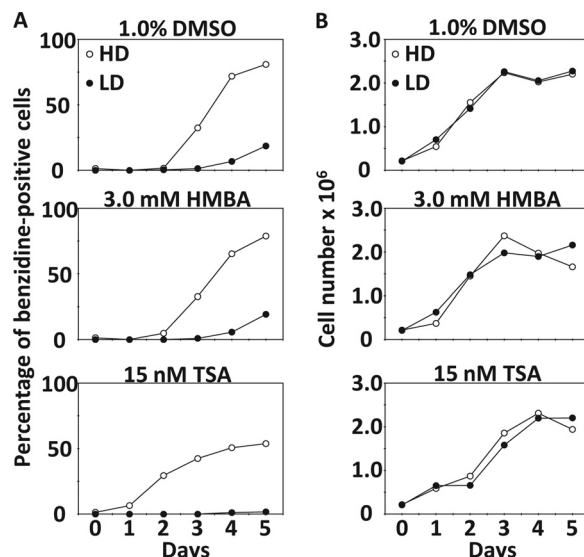 A
Percentage of benzidine-positive cells
1.0% DMSO
HD
LD
100
50
0
3.0 mM HMBA
100
50
0
15 nM TSA
100
50
0
0 1 2 3 4 5
Days
B
Cell number x 10⁶
1.0% DMSO
HD
LD
3.0
2.0
1.0
0
3.0 mM HMBA
3.0
2.0
1.0
0
15 nM TSA
3.0
2.0
1.0
0
0 1 2 3 4 5
Days